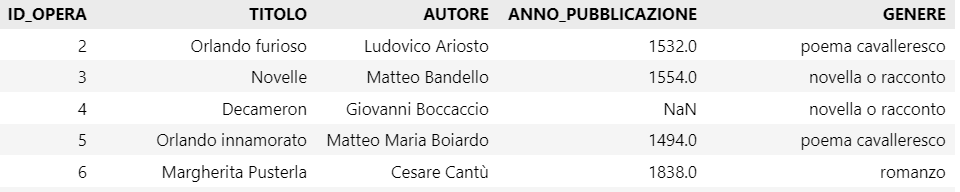 ID_OPERA TITOLO AUTORE ANNO_PUBBLICAZIONE GENERE
2 Orlando furioso Ludovico Ariosto 1532.0 poema cavalleresco
3 Novelle Matteo Bandello 1554.0 novella o racconto
4 Decameron Giovanni Boccaccio NaN novella o racconto
5 Orlando innamorato Matteo Maria Boiardo 1494.0 poema cavalleresco
6 Margherita Pusterla Cesare Cantù 1838.0 romanzo